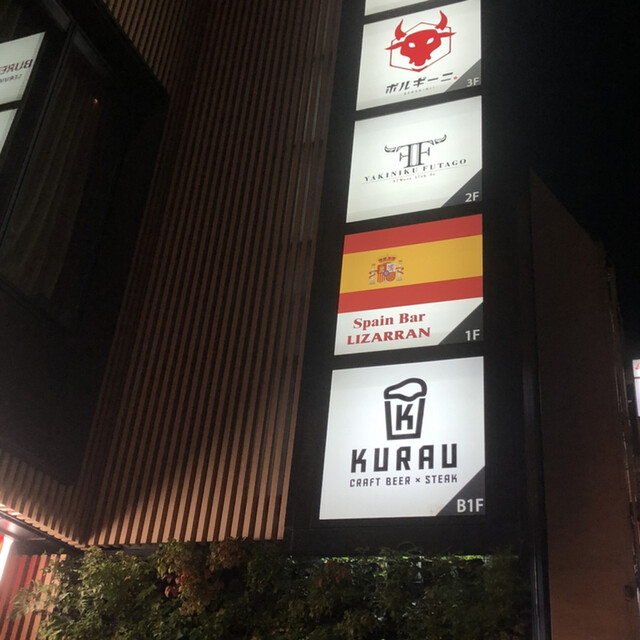 ボルギーニ
3F
YAKINIKU FUTAGO
2F
Spain Bar
LIZARRAN
1F
K
KURAU
CRAFT BEER × STEAK
B1F